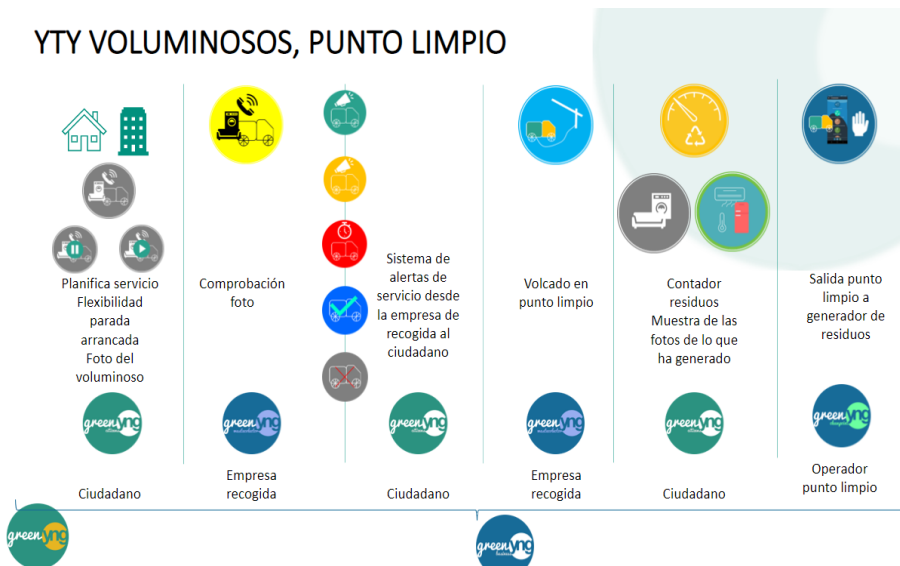 YTY VOLUMINOSOS, PUNTO LIMPIO
Planifica servicio
Flexibilidad
parada
arrancada
Foto del
voluminoso
greenyng
Ciudadano
Comprobación
foto
greenyng
Empresa
recogida
Sistema de
alertas de
servicio desde
la empresa de
recogida al
ciudadano
greenyng
Ciudadano
Volcado en
punto limpio
greenyng
Empresa
recogida
Contador
residuos
Muestra de las
fotos de lo que
ha generado
greenyng
Ciudadano
Salida punto
limpio a
generador de
residuos
greenyng
Operador
punto limpio
greenyng
greenyng